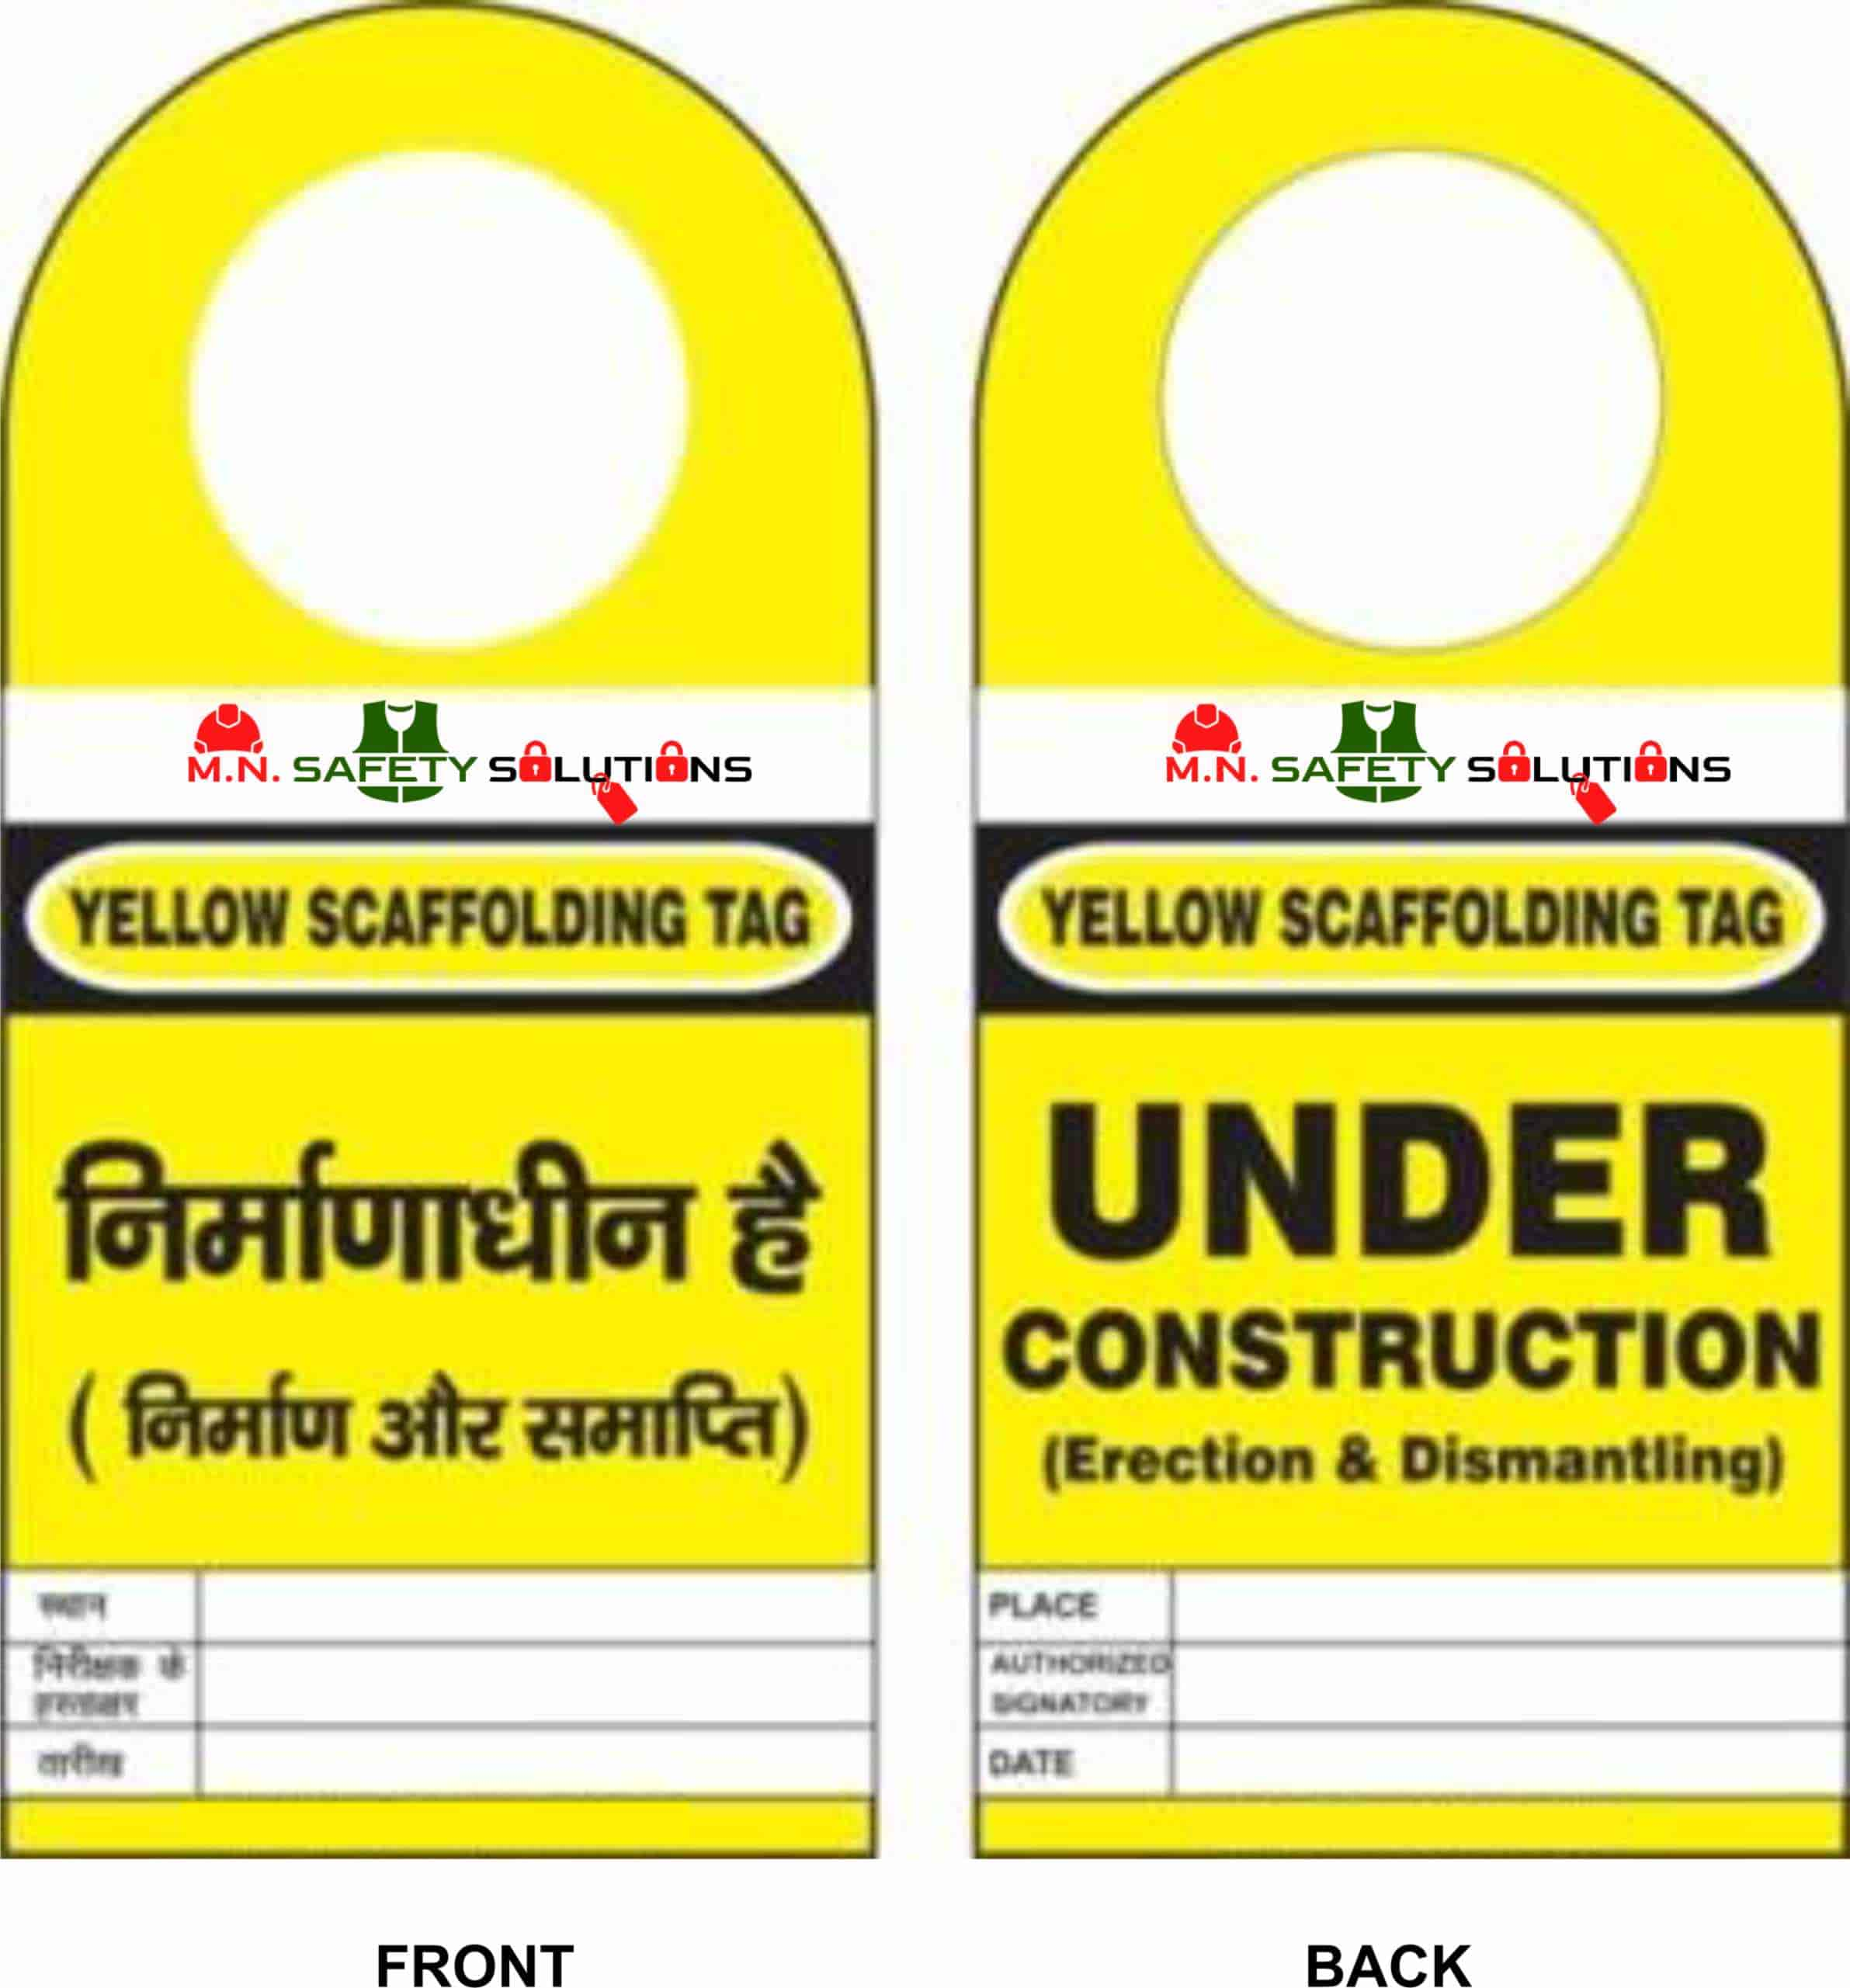 M.N. SAFETY SOLUTIONS
YELLOW SCAFFOLDING TAG
निर्माणाधीन है
( निर्माण और समाप्ति)
स्थान
निरीक्षक के
हस्ताक्षर
तारीख
FRONT
M.N. SAFETY SOLUTIONS
YELLOW SCAFFOLDING TAG
UNDER
CONSTRUCTION
(Erection & Dismantling)
PLACE
AUTHORIZED
SIGNATORY
DATE
BACK